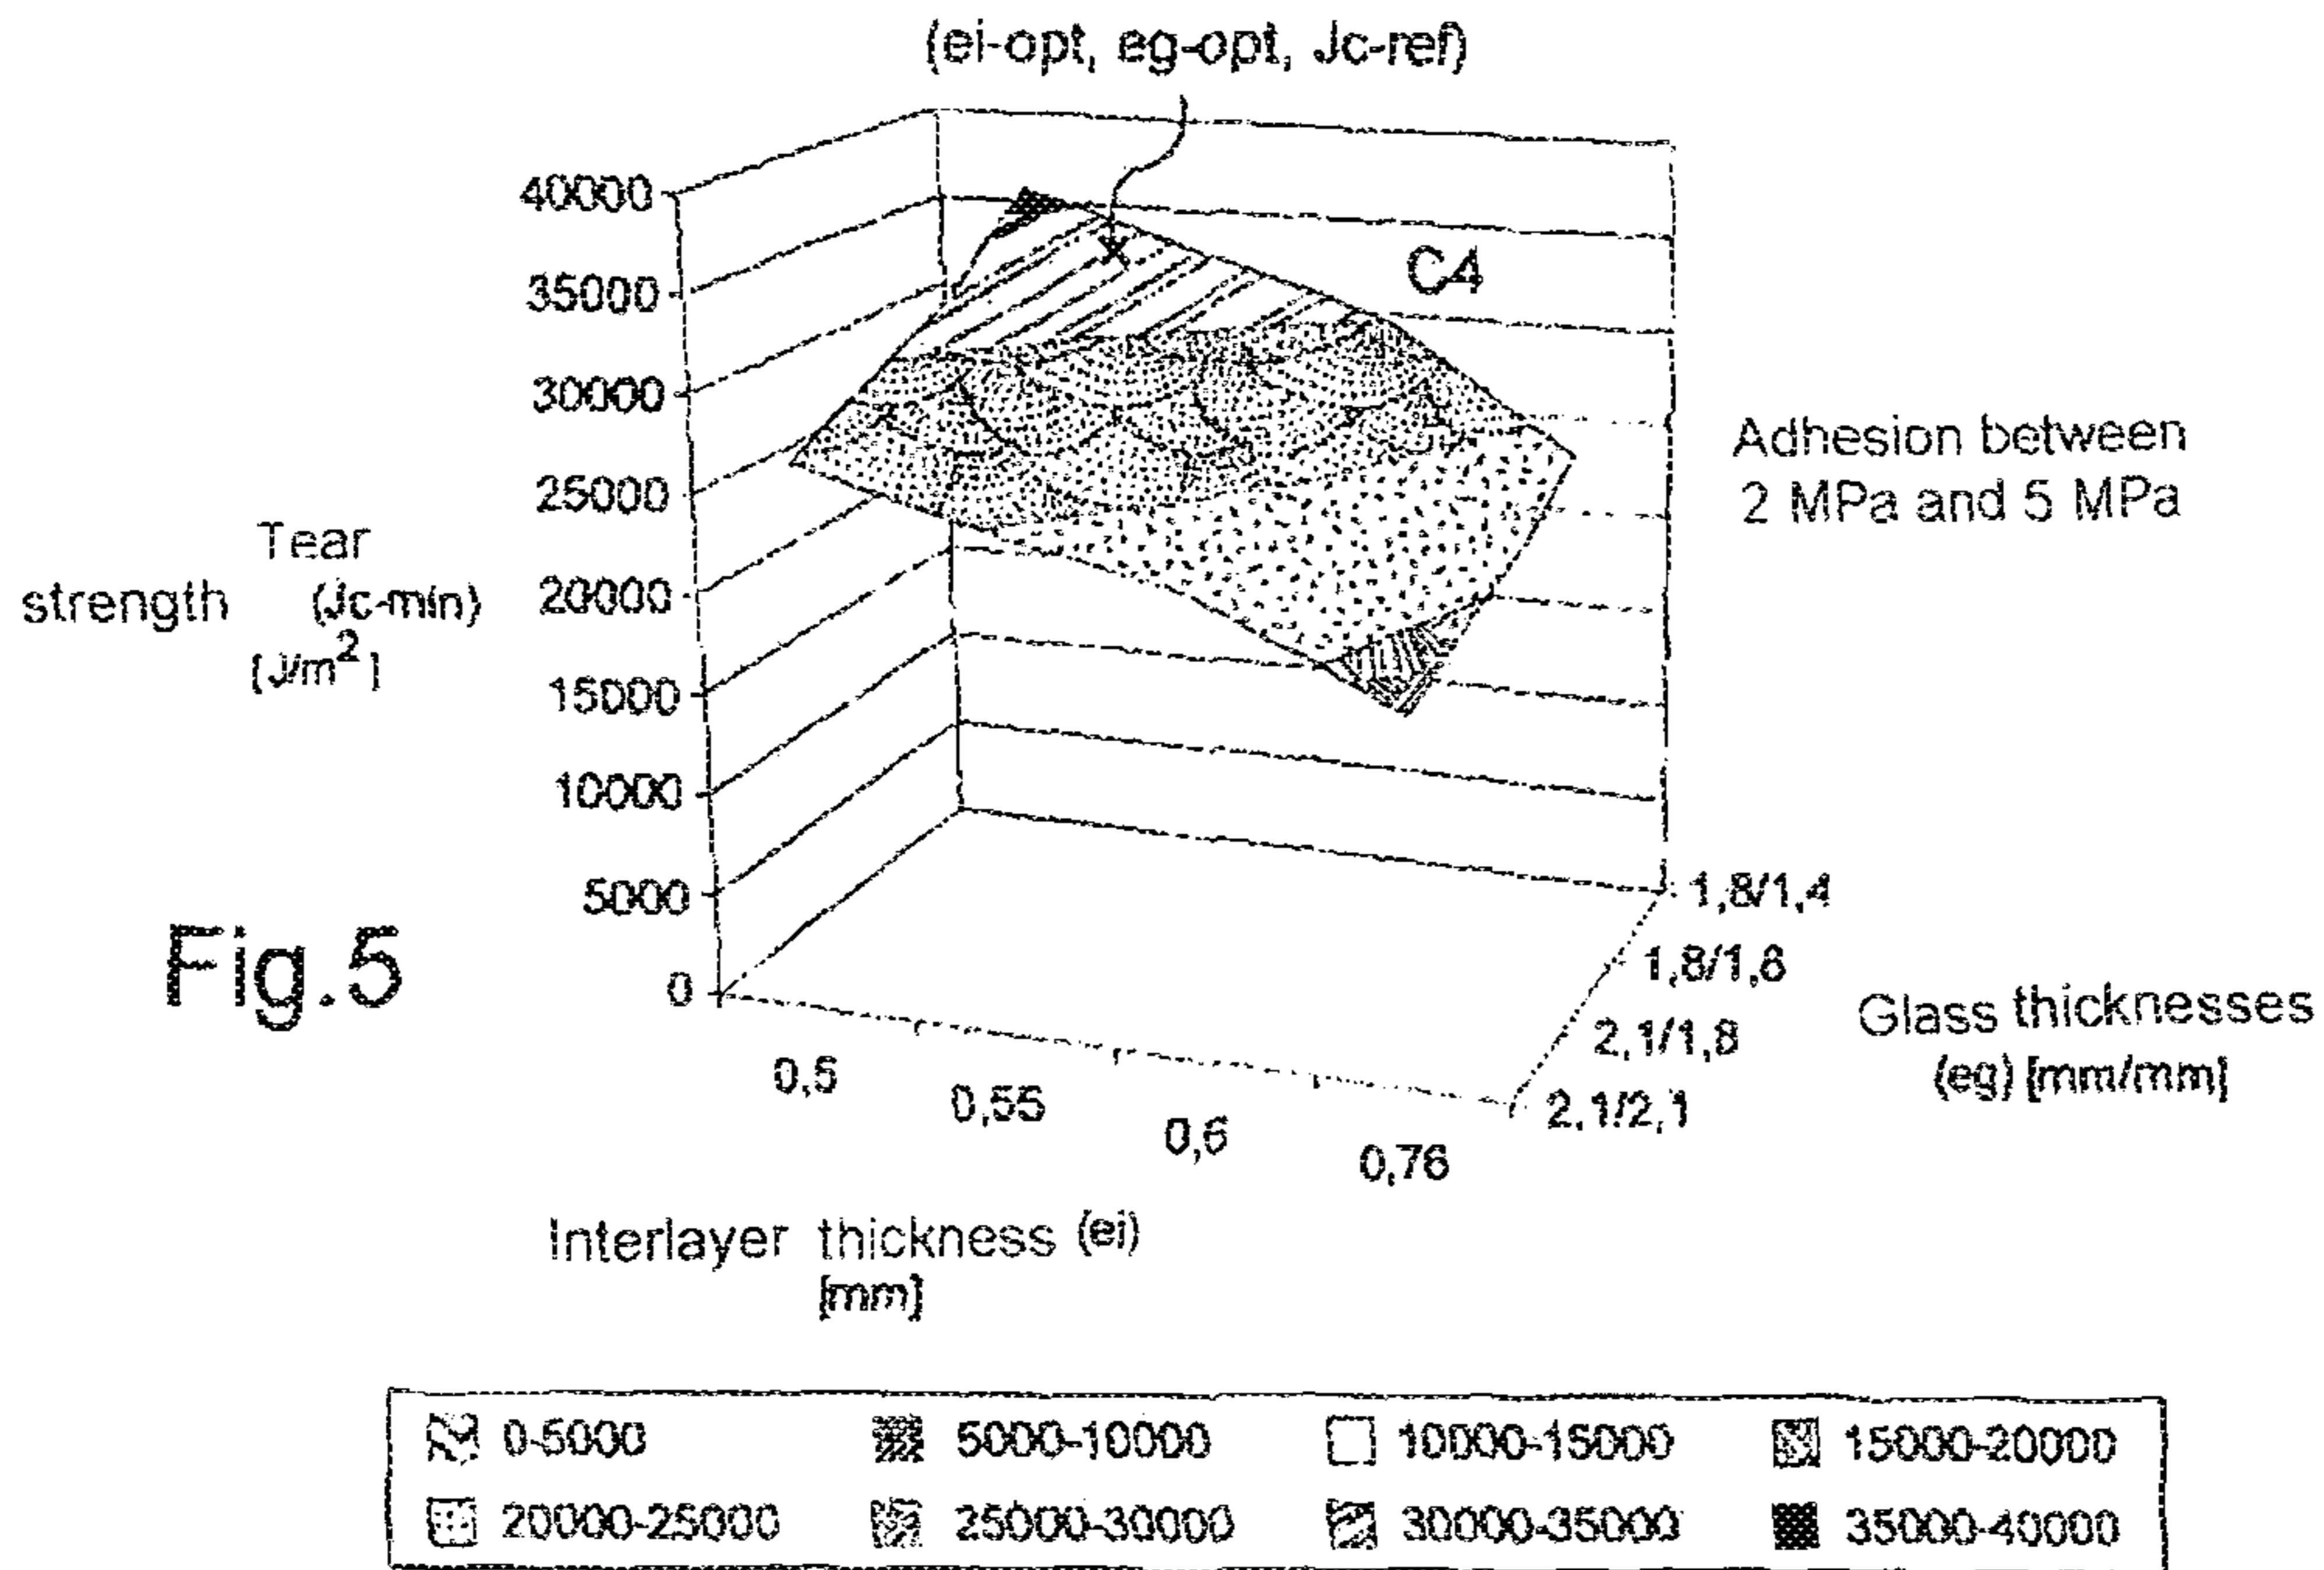 (ei-opt, eg-opt, Jc-ref)
40000
35000
30000
25000
20000
15000
10000
5000
0
C4
Adhesion between
2 MPa and 5 MPa
Tear
strength (Jc-min)
[J/m²]
Fig.5
1,8/1,4
1,8/1,6
2,1/1,8
2,1/2,1
Glass thicknesses
(eg) [mm/mm]
0,5
0,55
0,6
0,76
Interlayer thickness (ei)
[mm]
0-5000
5000-10000
10000-15000
15000-20000
20000-25000
25000-30000
30000-35000
35000-40000